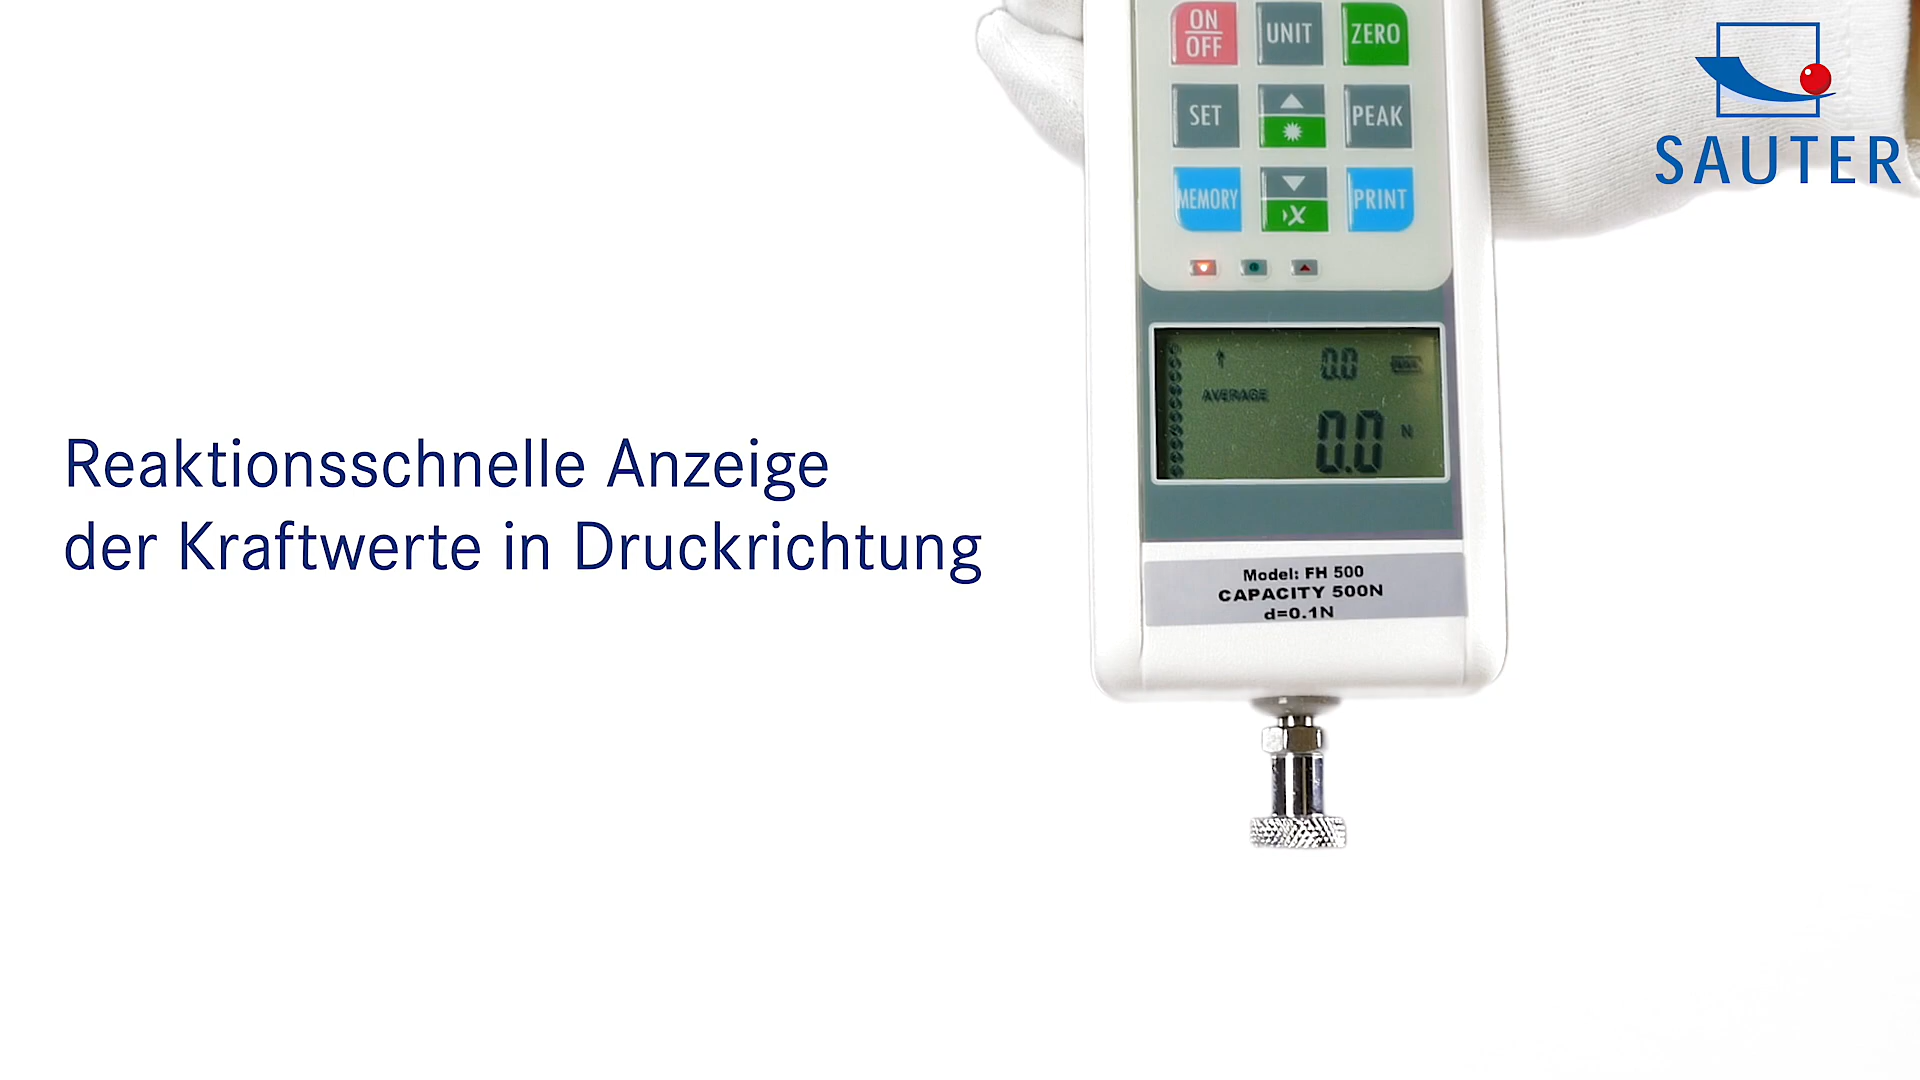 ON
OFF
UNIT
ZERO
SET
PEAK
MEMORY
PRINT
SAUTER
0.0
AVERAGE
0.0 N
Reaktionsschnelle Anzeige
der Kraftwerte in Druckrichtung
Model: FH 500
CAPACITY 500N
d=0.1N